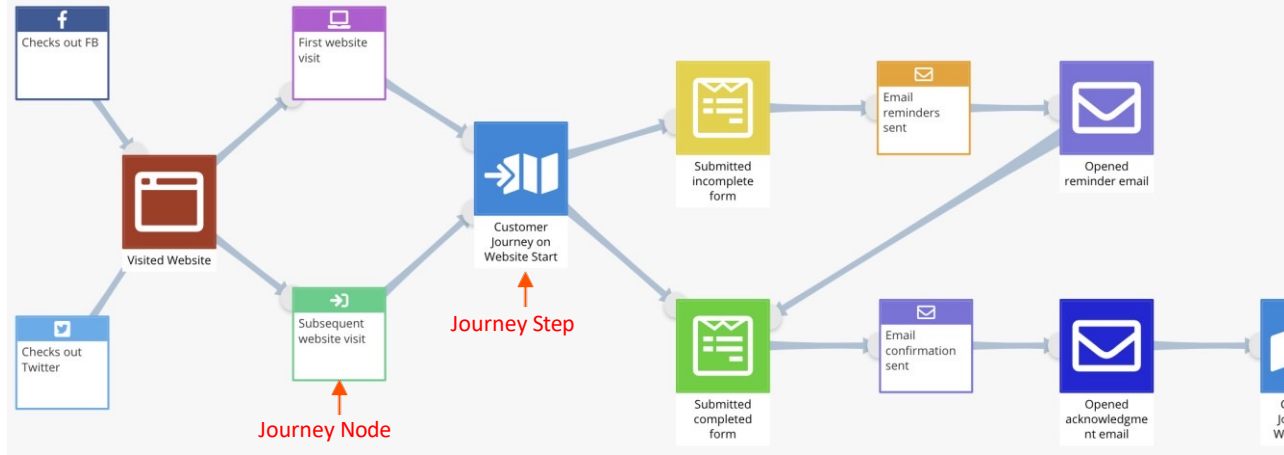 Checks out FB
First website
visit
Email
reminders
sent
Submitted
incomplete
form
Opened
reminder email
Visited Website
Customer
Journey on
Website Start
Journey Step
Checks out
Twitter
Subsequent
website visit
Journey Node
Email
confirmation
sent
Submitted
completed
form
Opened
acknowledgme
nt email